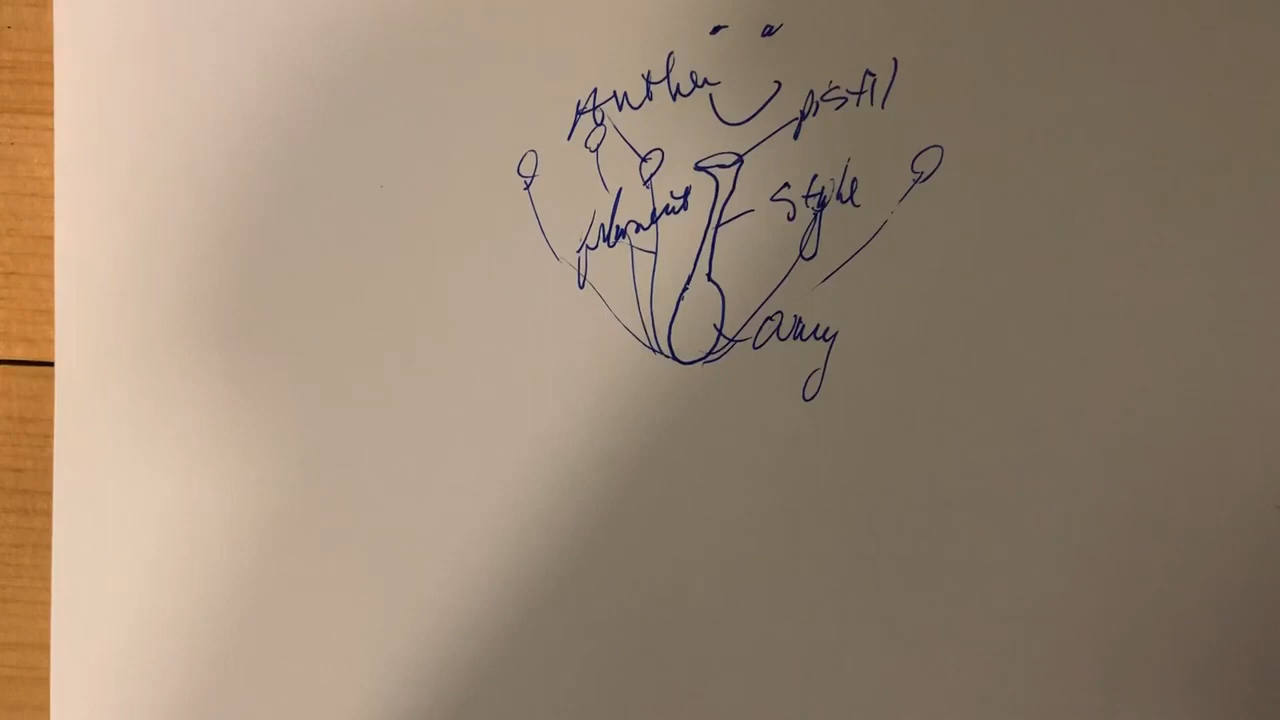 Anther
pistil
style
filament
ovary